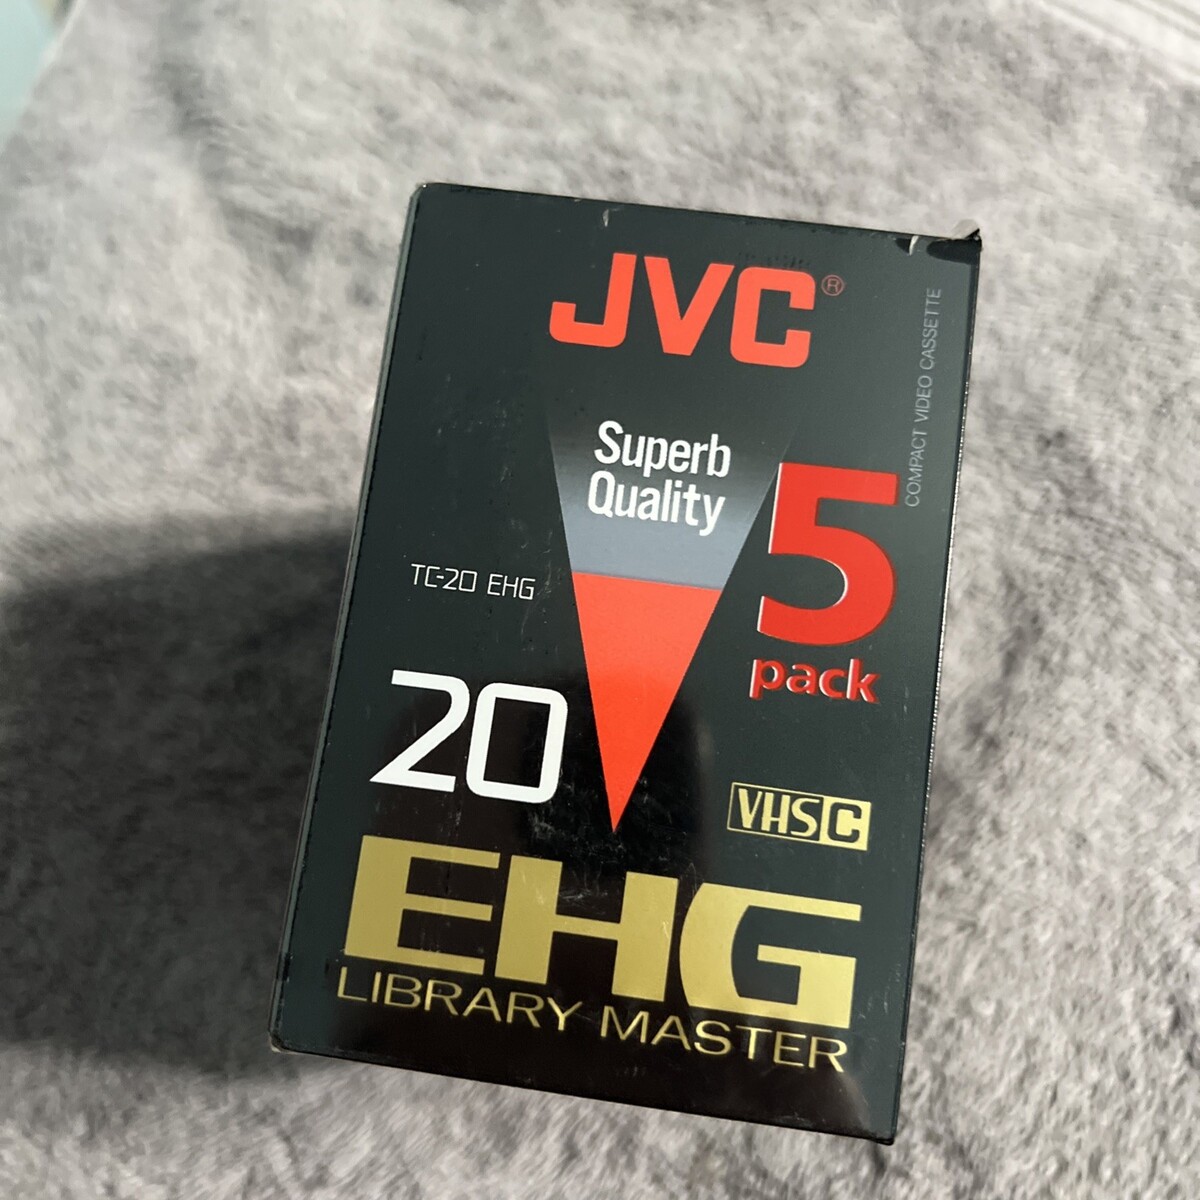 JVC®
COMPACT VIDEO CASSETTE
Superb
Quality
5
pack
TC-20 EHG
20
VHS C
EHG
LIBRARY MASTER